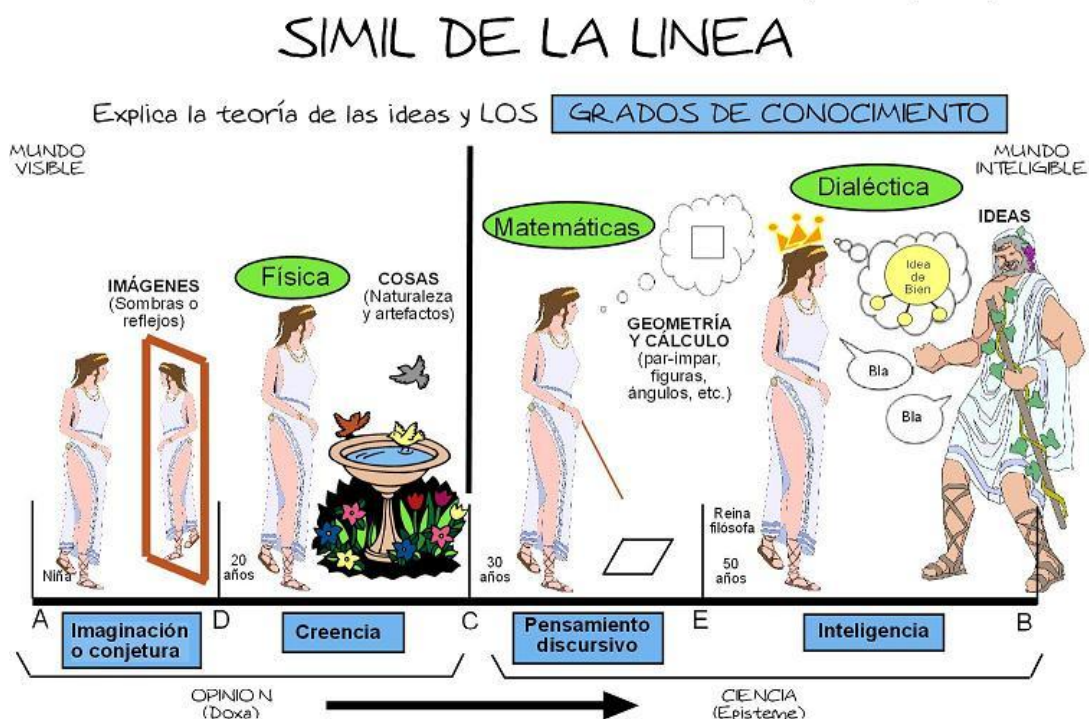 SIMIL DE LA LINEA
Explica la teoría de las ideas y LOS GRADOS DE CONOCIMIENTO
MUNDO
VISIBLE
MUNDO
INTELIGIBLE
IMÁGENES
(Sombras o
reflejos)
Física
COSAS
(Naturaleza
y artefactos)
Matemáticas
GEOMETRÍA
Y CÁLCULO
(par-impar,
figuras,
ángulos, etc.)
Dialéctica
Idea
de
Bien
IDEAS
Bla
Bla
Niña
20
años
30
años
Reina
filósofa
50
años
A
D
C
E
B
Imaginación
o conjetura
Creencia
Pensamiento
discursivo
Inteligencia
OPINION
(Doxa)
CIENCIA
(Episteme)